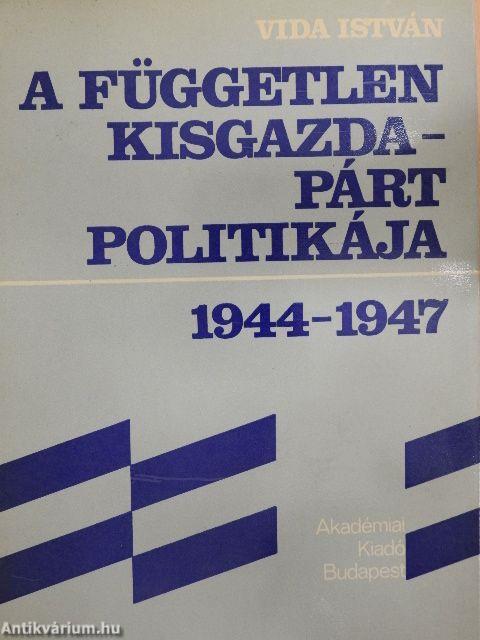 VIDA ISTVÁN
A FÜGGETLEN
KISGAZDA–
PÁRT
POLITIKÁJA
1944–1947
Akadémiai
Kiadó
Budapest
Antikvárium.hu